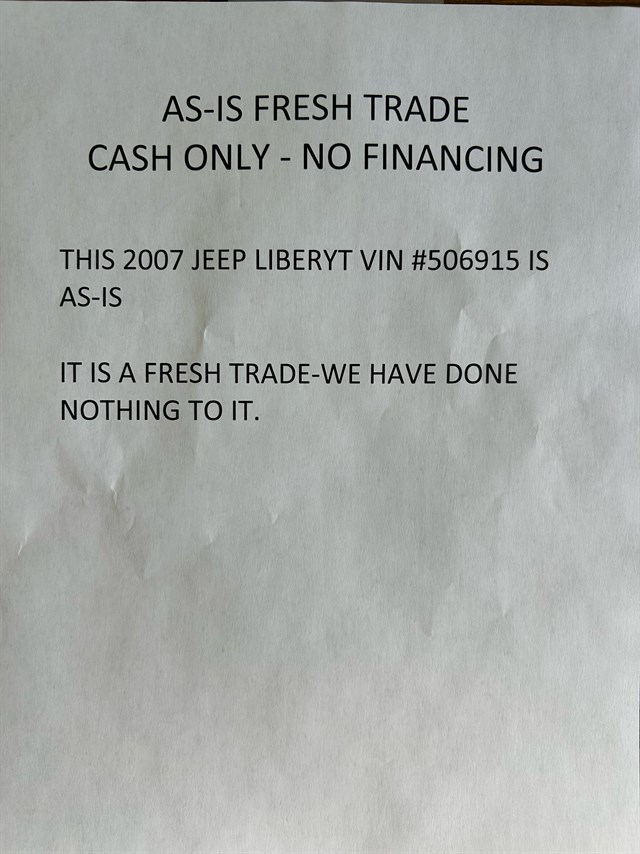 AS-IS FRESH TRADE
CASH ONLY - NO FINANCING
THIS 2007 JEEP LIBERYT VIN #506915 IS
AS-IS
IT IS A FRESH TRADE-WE HAVE DONE
NOTHING TO IT.